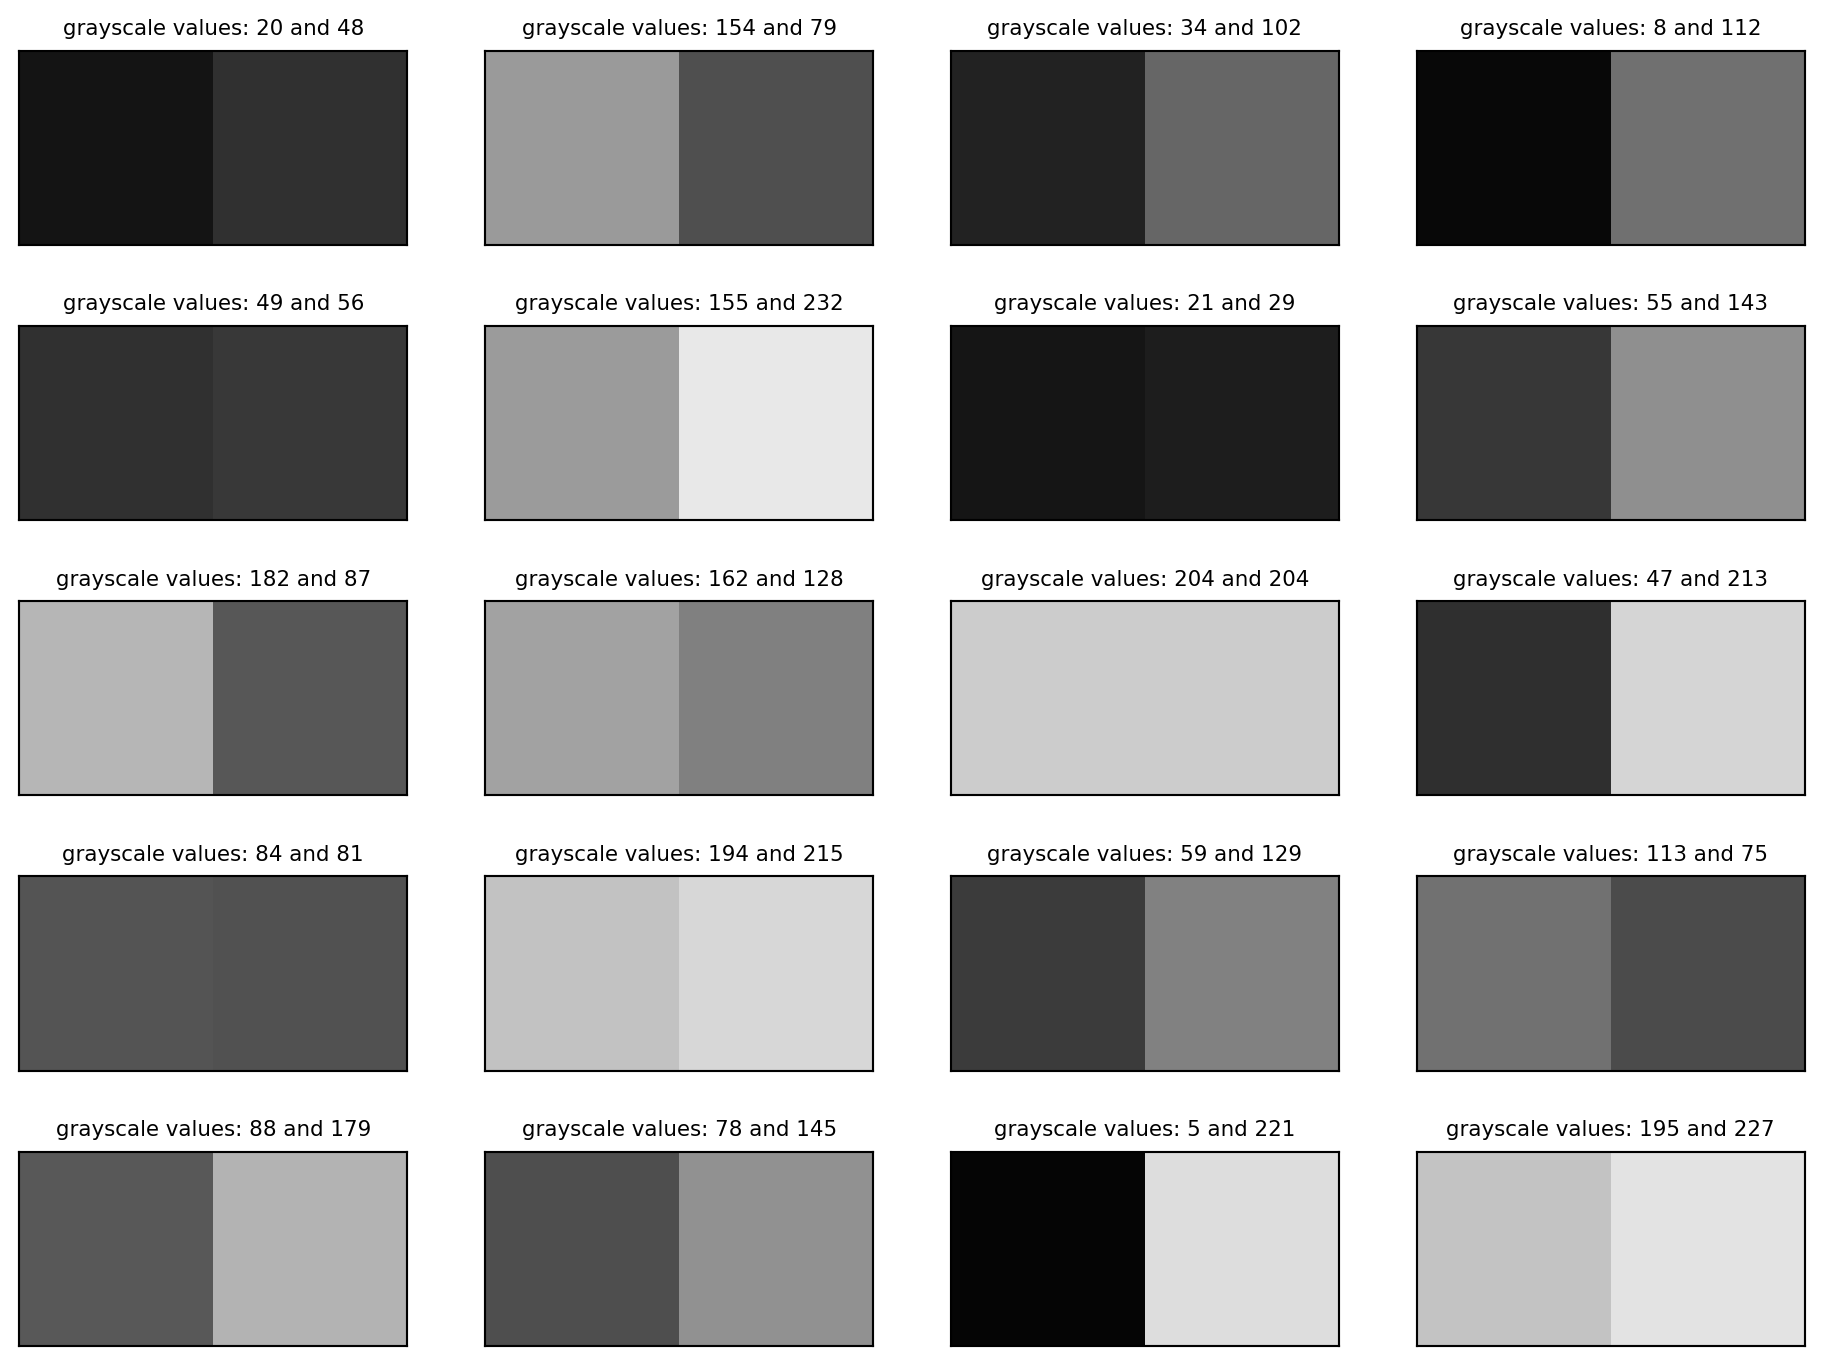 grayscale values: 20 and 48
grayscale values: 154 and 79
grayscale values: 34 and 102
grayscale values: 8 and 112
grayscale values: 49 and 56
grayscale values: 155 and 232
grayscale values: 21 and 29
grayscale values: 55 and 143
grayscale values: 182 and 87
grayscale values: 162 and 128
grayscale values: 204 and 204
grayscale values: 47 and 213
grayscale values: 84 and 81
grayscale values: 194 and 215
grayscale values: 59 and 129
grayscale values: 113 and 75
grayscale values: 88 and 179
grayscale values: 78 and 145
grayscale values: 5 and 221
grayscale values: 195 and 227